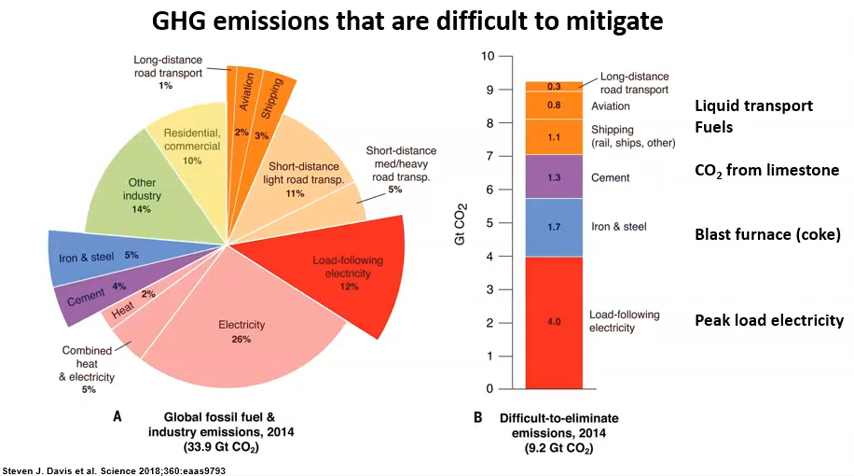 GHG emissions that are difficult to mitigate
Long-distance
road transport
1%
Aviation
2%
Shipping
3%
Short-distance
light road transp.
11%
Short-distance
med/heavy
road transp.
5%
Load-following
electricity
12%
Electricity
26%
Combined
heat
& electricity
5%
Heat 2%
Cement 4%
Iron & steel 5%
Other
industry
14%
Residential,
commercial
10%
A
Global fossil fuel &
industry emissions, 2014
(33.9 Gt CO₂)
Gt CO₂
10
9
8
7
6
5
4
3
2
1
0
0.3
Long-distance
road transport
0.8
Aviation
1.1
Shipping
(rail, ships, other)
1.3
Cement
1.7
Iron & steel
4.0
Load-following
electricity
B
Difficult-to-eliminate
emissions, 2014
(9.2 Gt CO₂)
Liquid transport
Fuels
CO₂ from limestone
Blast furnace (coke)
Peak load electricity
Steven J. Davis et al. Science 2018;360:eaas9793